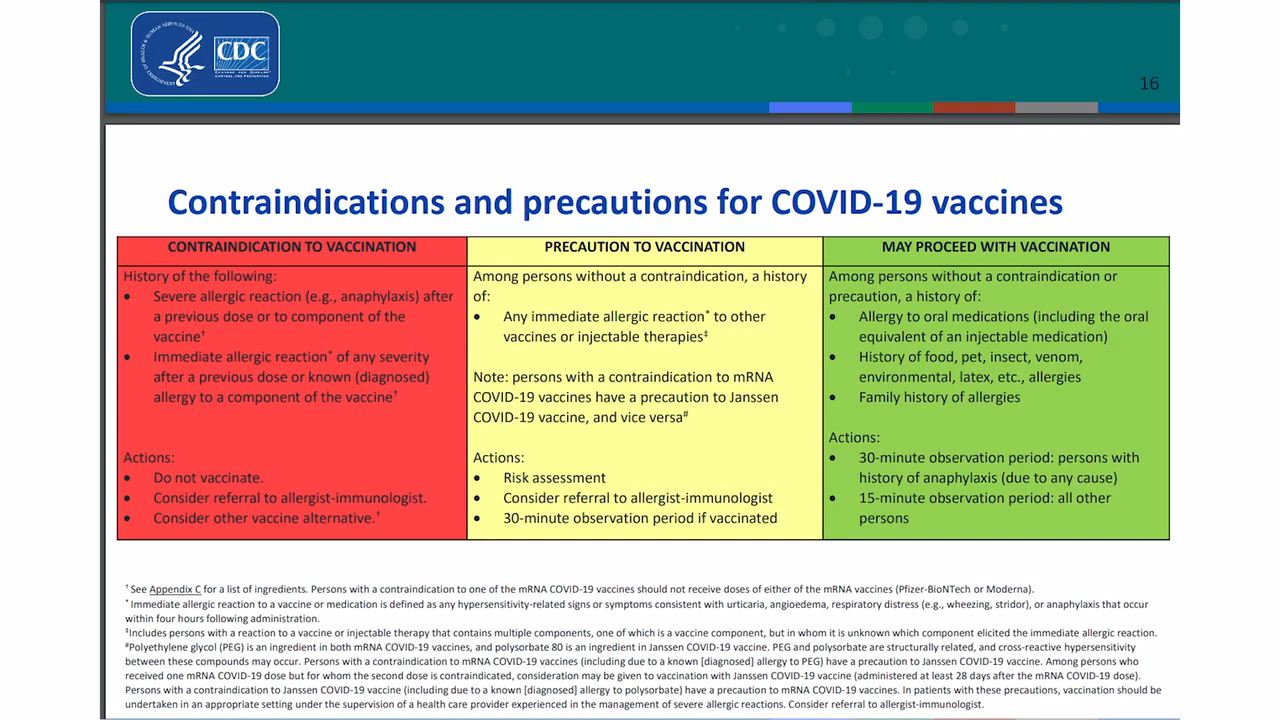 DEPARTMENT OF HEALTH & HUMAN SERVICES • USA
CDC
CENTERS FOR DISEASE
CONTROL AND PREVENTION
16
Contraindications and precautions for COVID-19 vaccines
CONTRAINDICATION TO VACCINATION
History of the following:
• Severe allergic reaction (e.g., anaphylaxis) after
a previous dose or to component of the
vaccine†
• Immediate allergic reaction* of any severity
after a previous dose or known (diagnosed)
allergy to a component of the vaccine†
Actions:
• Do not vaccinate.
• Consider referral to allergist-immunologist.
• Consider other vaccine alternative.†
PRECAUTION TO VACCINATION
Among persons without a contraindication, a history
of:
• Any immediate allergic reaction* to other
vaccines or injectable therapies‡
Note: persons with a contraindication to mRNA
COVID-19 vaccines have a precaution to Janssen
COVID-19 vaccine, and vice versa#
Actions:
• Risk assessment
• Consider referral to allergist-immunologist
• 30-minute observation period if vaccinated
MAY PROCEED WITH VACCINATION
Among persons without a contraindication or
precaution, a history of:
• Allergy to oral medications (including the oral
equivalent of an injectable medication)
• History of food, pet, insect, venom,
environmental, latex, etc., allergies
• Family history of allergies
Actions:
• 30-minute observation period: persons with
history of anaphylaxis (due to any cause)
• 15-minute observation period: all other
persons
† See Appendix C for a list of ingredients. Persons with a contraindication to one of the mRNA COVID-19 vaccines should not receive doses of either of the mRNA vaccines (Pfizer-BioNTech or Moderna).
* Immediate allergic reaction to a vaccine or medication is defined as any hypersensitivity-related signs or symptoms consistent with urticaria, angioedema, respiratory distress (e.g., wheezing, stridor), or anaphylaxis that occur
within four hours following administration.
‡Includes persons with a reaction to a vaccine or injectable therapy that contains multiple components, one of which is a vaccine component, but in whom it is unknown which component elicited the immediate allergic reaction.
#Polyethylene glycol (PEG) is an ingredient in both mRNA COVID-19 vaccines, and polysorbate 80 is an ingredient in Janssen COVID-19 vaccine. PEG and polysorbate are structurally related, and cross-reactive hypersensitivity
between these compounds may occur. Persons with a contraindication to mRNA COVID-19 vaccines (including due to a known [diagnosed] allergy to PEG) have a precaution to Janssen COVID-19 vaccine. Among persons who
received one mRNA COVID-19 dose but for whom the second dose is contraindicated, consideration may be given to vaccination with Janssen COVID-19 vaccine (administered at least 28 days after the mRNA COVID-19 dose).
Persons with a contraindication to Janssen COVID-19 vaccine (including due to a known [diagnosed] allergy to polysorbate) have a precaution to mRNA COVID-19 vaccines. In patients with these precautions, vaccination should be
undertaken in an appropriate setting under the supervision of a health care provider experienced in the management of severe allergic reactions. Consider referral to allergist-immunologist.